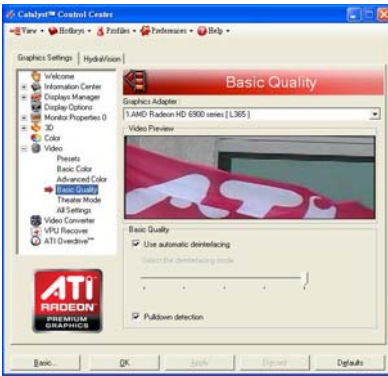 Catalyst™ Control Center
View Hotkeys Profiles Preferences Help
Graphics Settings HydraVision
Welcome
Information Center
Displays Manager
Display Options
Monitor Properties 0
3D
Color
Video
Presets
Basic Color
Advanced Color
Basic Quality
Theater Mode
All Settings
Video Converter
VPU Recover
ATI Overdrive™
ATI
RADEON
PREMIUM
GRAPHICS
Basic Quality
Graphics Adapter:
1.AMD Radeon HD 6900 series [ L365 ]
Video Preview
Basic Quality
Use automatic deinterlacing
Select the deinterlacing mode:
Pulldown detection
Basic... OK Apply Discard Defaults